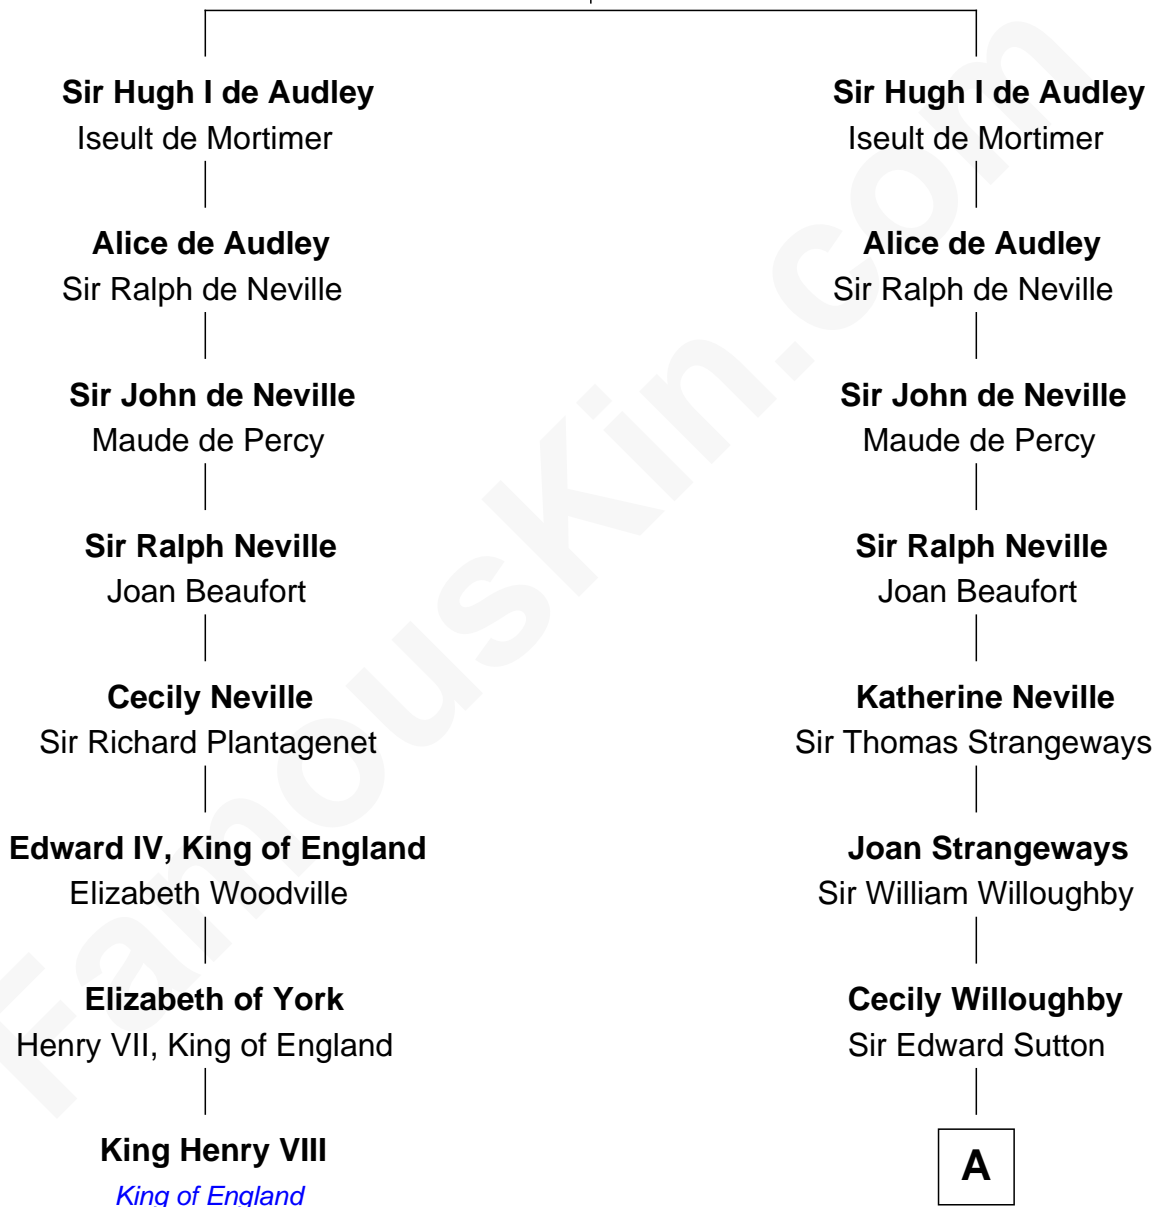 Sir Hugh I de Audley
Iseult de Mortimer
Alice de Audley
Sir Ralph de Neville
Sir John de Neville
Maude de Percy
Sir Ralph Neville
Joan Beaufort
Cecily Neville
Sir Richard Plantagenet
Edward IV, King of England
Elizabeth Woodville
Elizabeth of York
Henry VII, King of England
King Henry VIII
King of England
Sir Hugh I de Audley
Iseult de Mortimer
Alice de Audley
Sir Ralph de Neville
Sir John de Neville
Maude de Percy
Sir Ralph Neville
Joan Beaufort
Katherine Neville
Sir Thomas Strangeways
Joan Strangeways
Sir William Willoughby
Cecily Willoughby
Sir Edward Sutton
A
FamousKin.com